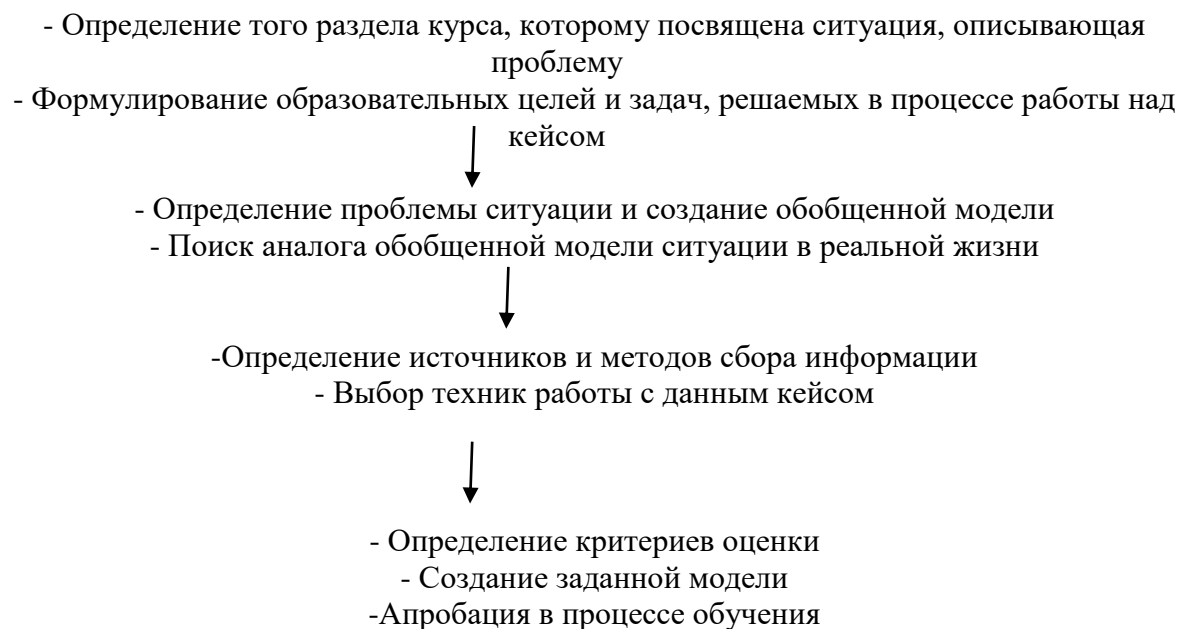 - Определение того раздела курса, которому посвящена ситуация, описывающая
проблему
- Формулирование образовательных целей и задач, решаемых в процессе работы над
кейсом
- Определение проблемы ситуации и создание обобщенной модели
- Поиск аналога обобщенной модели ситуации в реальной жизни
-Определение источников и методов сбора информации
- Выбор техник работы с данным кейсом
- Определение критериев оценки
- Создание заданной модели
-Апробация в процессе обучения